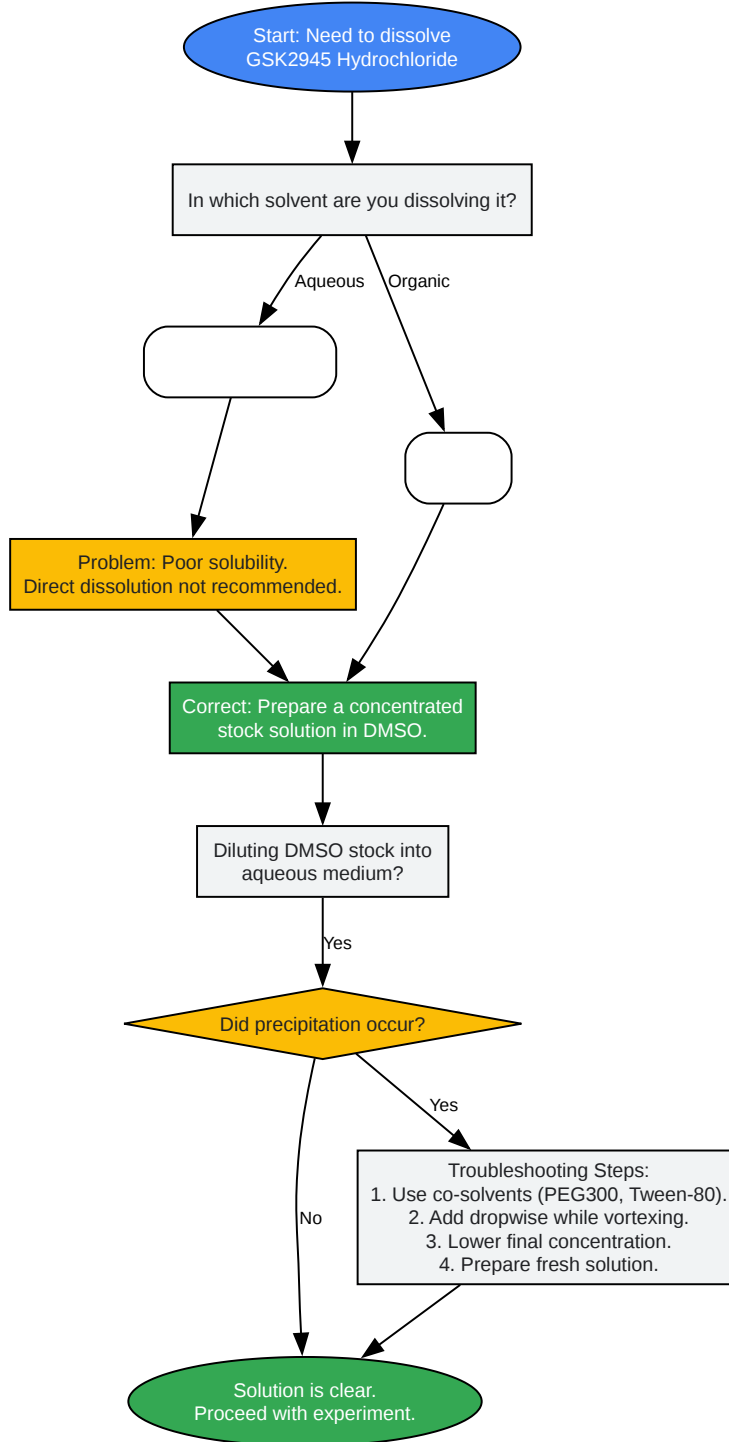 Start: Need to dissolve
GSK2945 Hydrochloride
In which solvent are you dissolving it?
Aqueous
Organic
Problem: Poor solubility.
Direct dissolution not recommended.
Correct: Prepare a concentrated
stock solution in DMSO.
Diluting DMSO stock into
aqueous medium?
Yes
Did precipitation occur?
Yes
Troubleshooting Steps:
1. Use co-solvents (PEG300, Tween-80).
2. Add dropwise while vortexing.
3. Lower final concentration.
4. Prepare fresh solution.
No
Solution is clear.
Proceed with experiment.